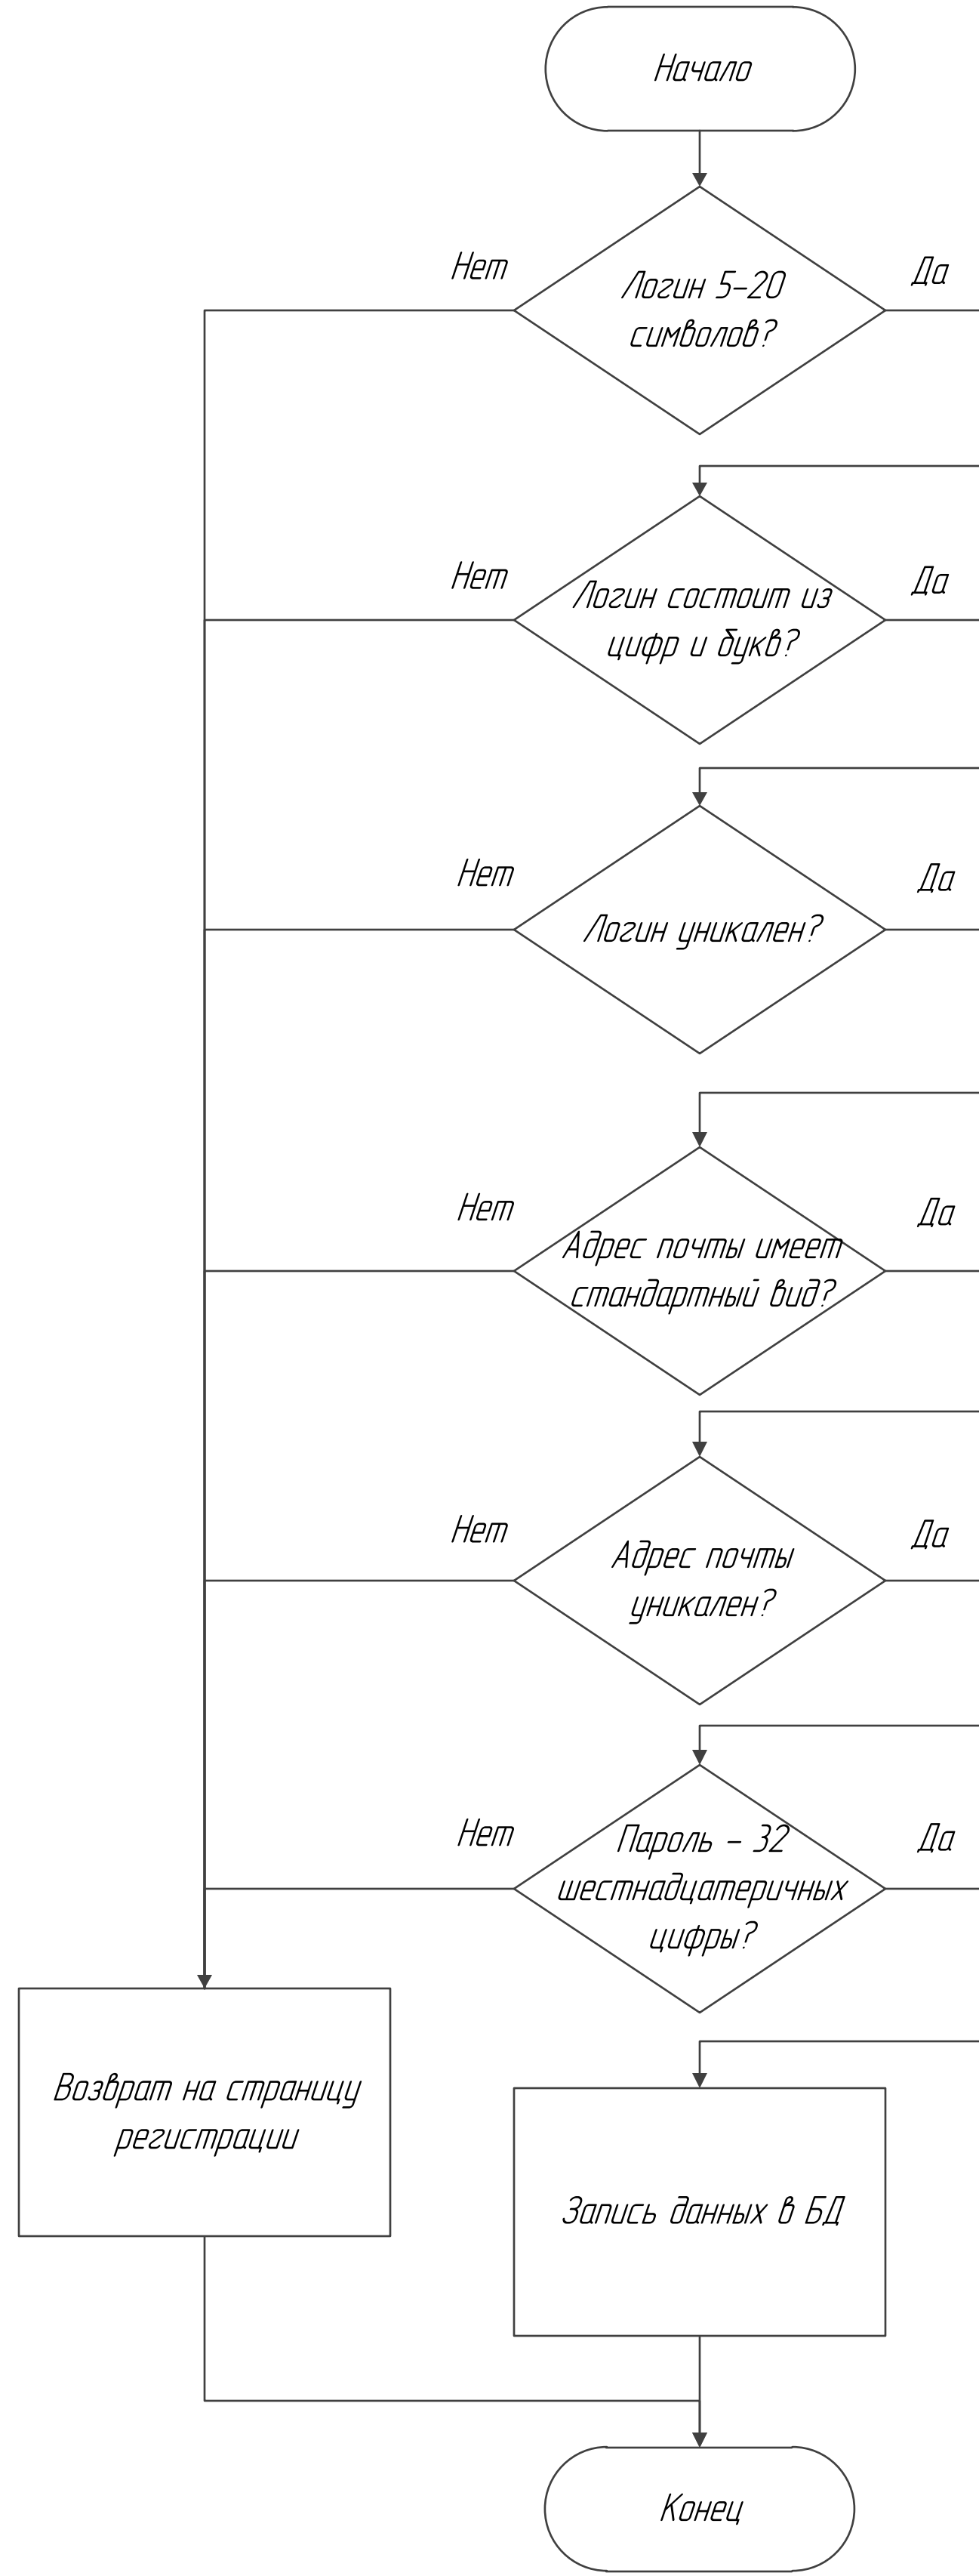 Начало
Нет
Да
Логин 5-20
символов?
Нет
Да
Логин состоит из
цифр и букв?
Нет
Да
Логин уникален?
Нет
Да
Адрес почты имеет
стандартный вид?
Нет
Да
Адрес почты
уникален?
Нет
Да
Пароль - 32
шестнадцатеричных
цифры?
Возврат на страницу
регистрации
Запись данных в БД
Конец